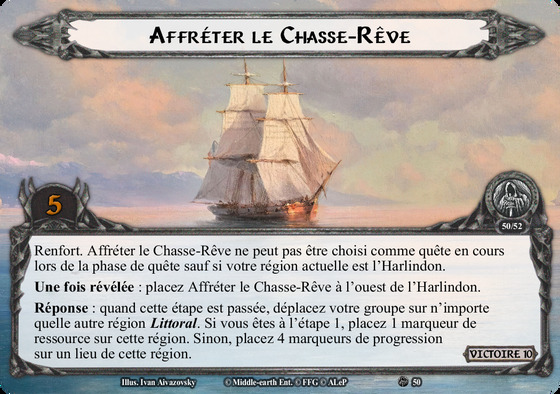 Affréter le Chasse-Rêve
5
50/52
Renfort. Affréter le Chasse-Rêve ne peut pas être choisi comme quête en cours
lors de la phase de quête sauf si votre région actuelle est l’Harlindon.
Une fois révélée : placez Affréter le Chasse-Rêve à l’ouest de l’Harlindon.
Réponse : quand cette étape est passée, déplacez votre groupe sur n’importe
quelle autre région Littoral. Si vous êtes à l’étape 1, placez 1 marqueur de
ressource sur cette région. Sinon, placez 4 marqueurs de progression
sur un lieu de cette région.
VICTOIRE 10
Illus. Ivan Aivazovsky
© Middle-earth Ent. © FFG © ALeP
50